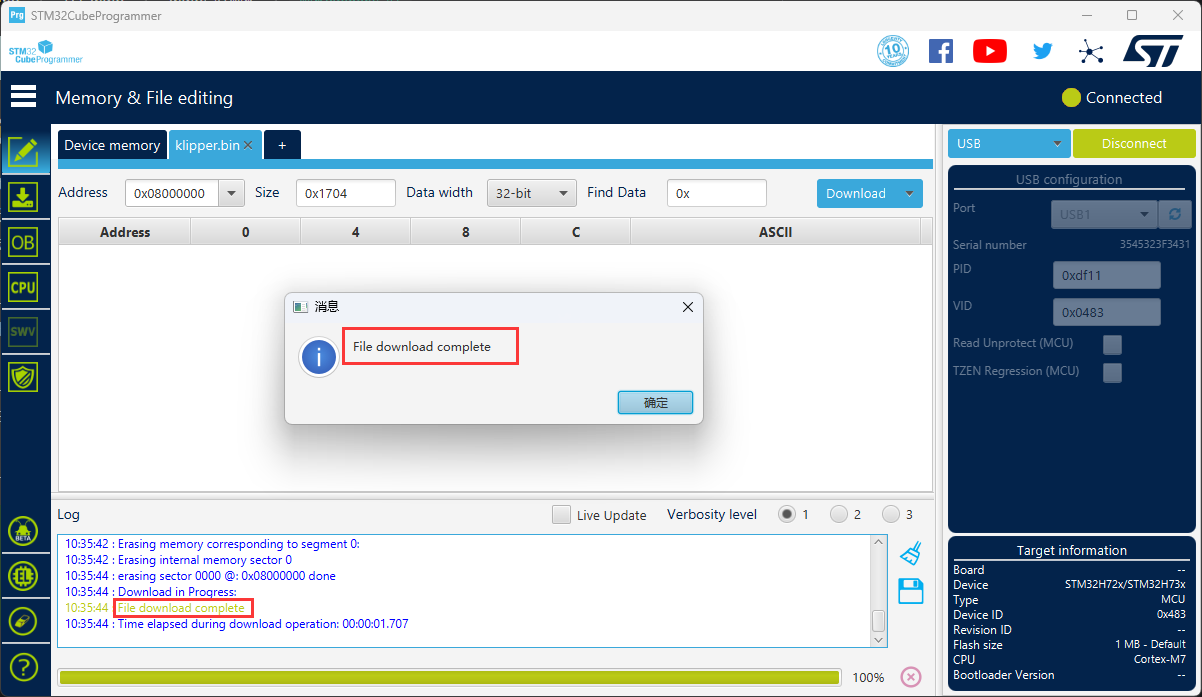 Prg STM32CubeProgrammer
STM32
CubeProgrammer
10
ST
Memory & File editing
Connected
Device memory
klipper.bin
+
USB
Disconnect
Address
0x08000000
Size
0x1704
Data width
32-bit
Find Data
0x
Download
Address
0
4
8
C
ASCII
USB configuration
Port
USB1
Serial number
3545323F3431
PID
0xdf11
VID
0x0483
Read Unprotect (MCU)
TZEN Regression (MCU)
OB
CPU
SWV
BETA
EL
?
消息
i
File download complete
确定
Log
Live Update
Verbosity level
1
2
3
10:35:42 : Erasing memory corresponding to segment 0:
10:35:42 : Erasing internal memory sector 0
10:35:44 : erasing sector 0000 @: 0x08000000 done
10:35:44 : Download in Progress:
10:35:44 : File download complete
10:35:44 : Time elapsed during download operation: 00:00:01.707
100%
Target information
Board --
Device STM32H72x/STM32H73x
Type MCU
Device ID 0x483
Revision ID --
Flash size 1 MB - Default
CPU Cortex-M7
Bootloader Version --